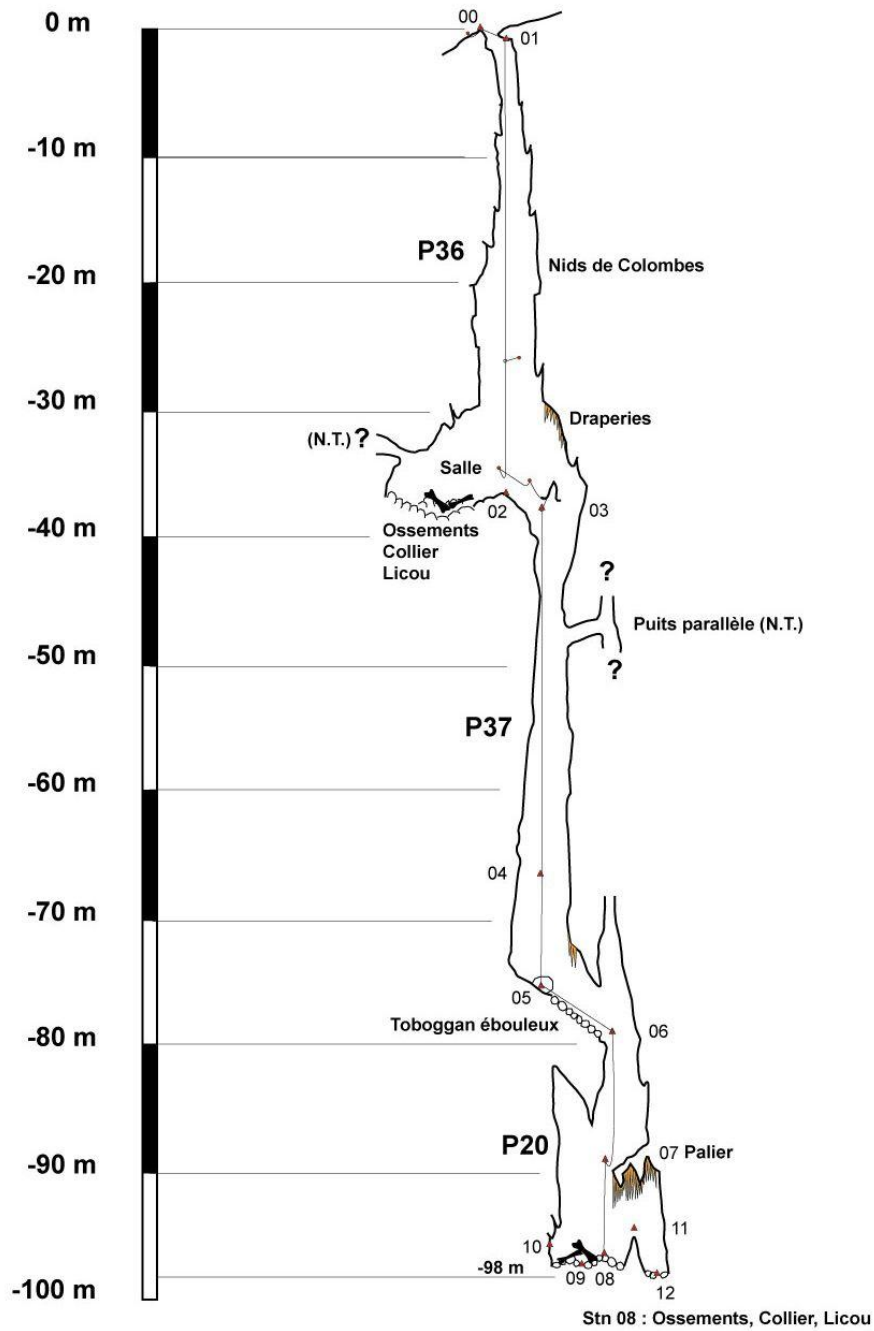 0 m
00
01
-10 m
P36
Nids de Colombes
-20 m
-30 m
Draperies
(N.T.) ?
Salle
02
03
Ossements
Collier
Licou
-40 m
?
Puits parallèle (N.T.)
-50 m
?
P37
-60 m
04
-70 m
05
Toboggan ébouleux
06
-80 m
P20
07 Palier
-90 m
11
10
-98 m
09 08
12
-100 m
Stn 08 : Ossements, Collier, Licou